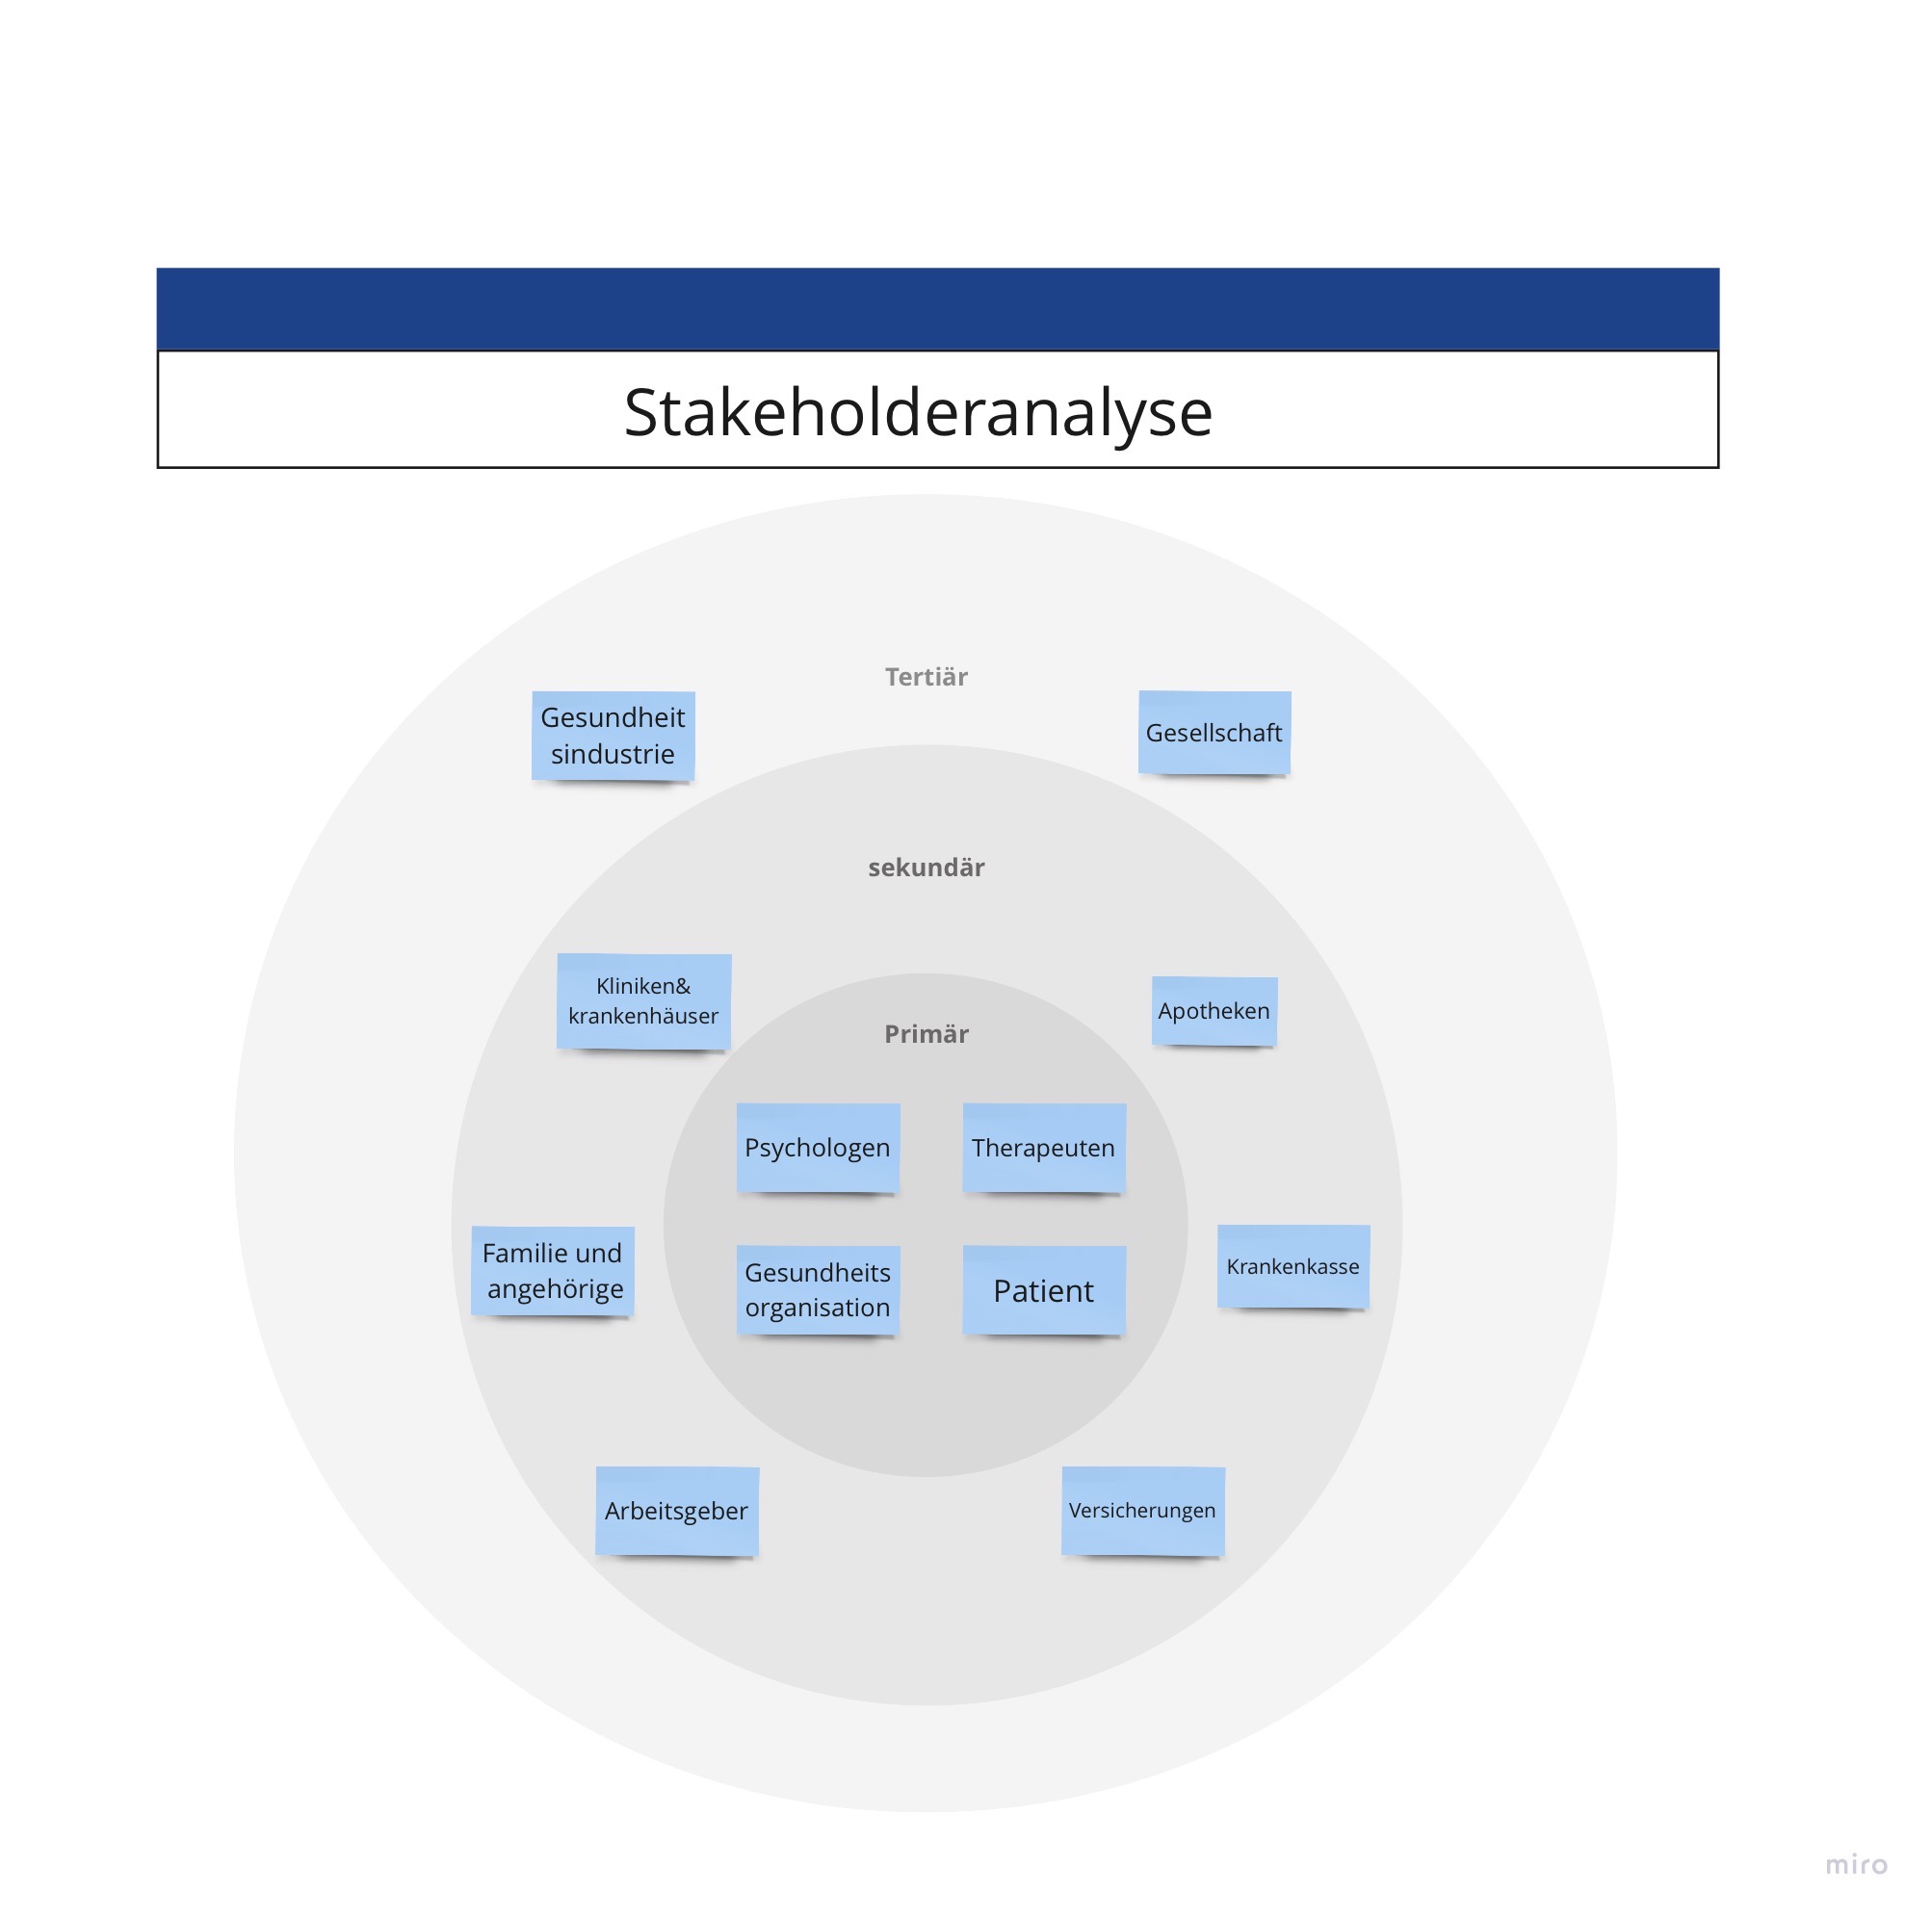 Stakeholderanalyse
Tertiär
Gesundheit
sindustrie
Gesellschaft
sekundär
Kliniken&
krankenhäuser
Apotheken
Primär
Psychologen
Therapeuten
Familie und
angehörige
Gesundheits
organisation
Patient
Krankenkasse
Arbeitsgeber
Versicherungen
miro